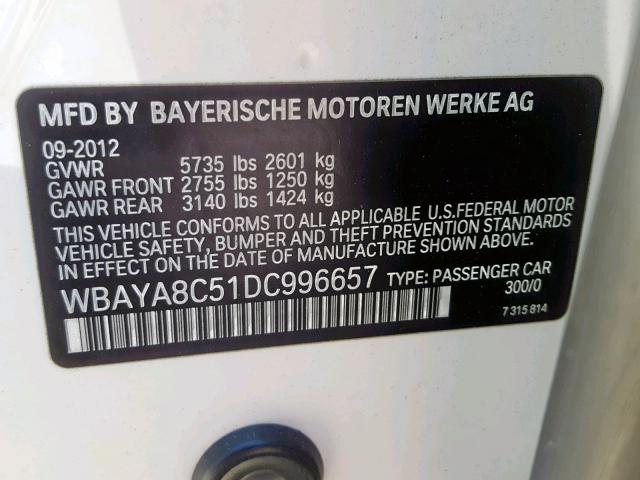 MFD BY BAYERISCHE MOTOREN WERKE AG
09-2012
GVWR 5735 lbs 2601 kg
GAWR FRONT 2755 lbs 1250 kg
GAWR REAR 3140 lbs 1424 kg
THIS VEHICLE CONFORMS TO ALL APPLICABLE U.S.FEDERAL MOTOR
VEHICLE SAFETY, BUMPER AND THEFT PREVENTION STANDARDS
IN EFFECT ON THE DATE OF MANUFACTURE SHOWN ABOVE.
WBAYA8C51DC996657 TYPE: PASSENGER CAR
300/0
7 315 814